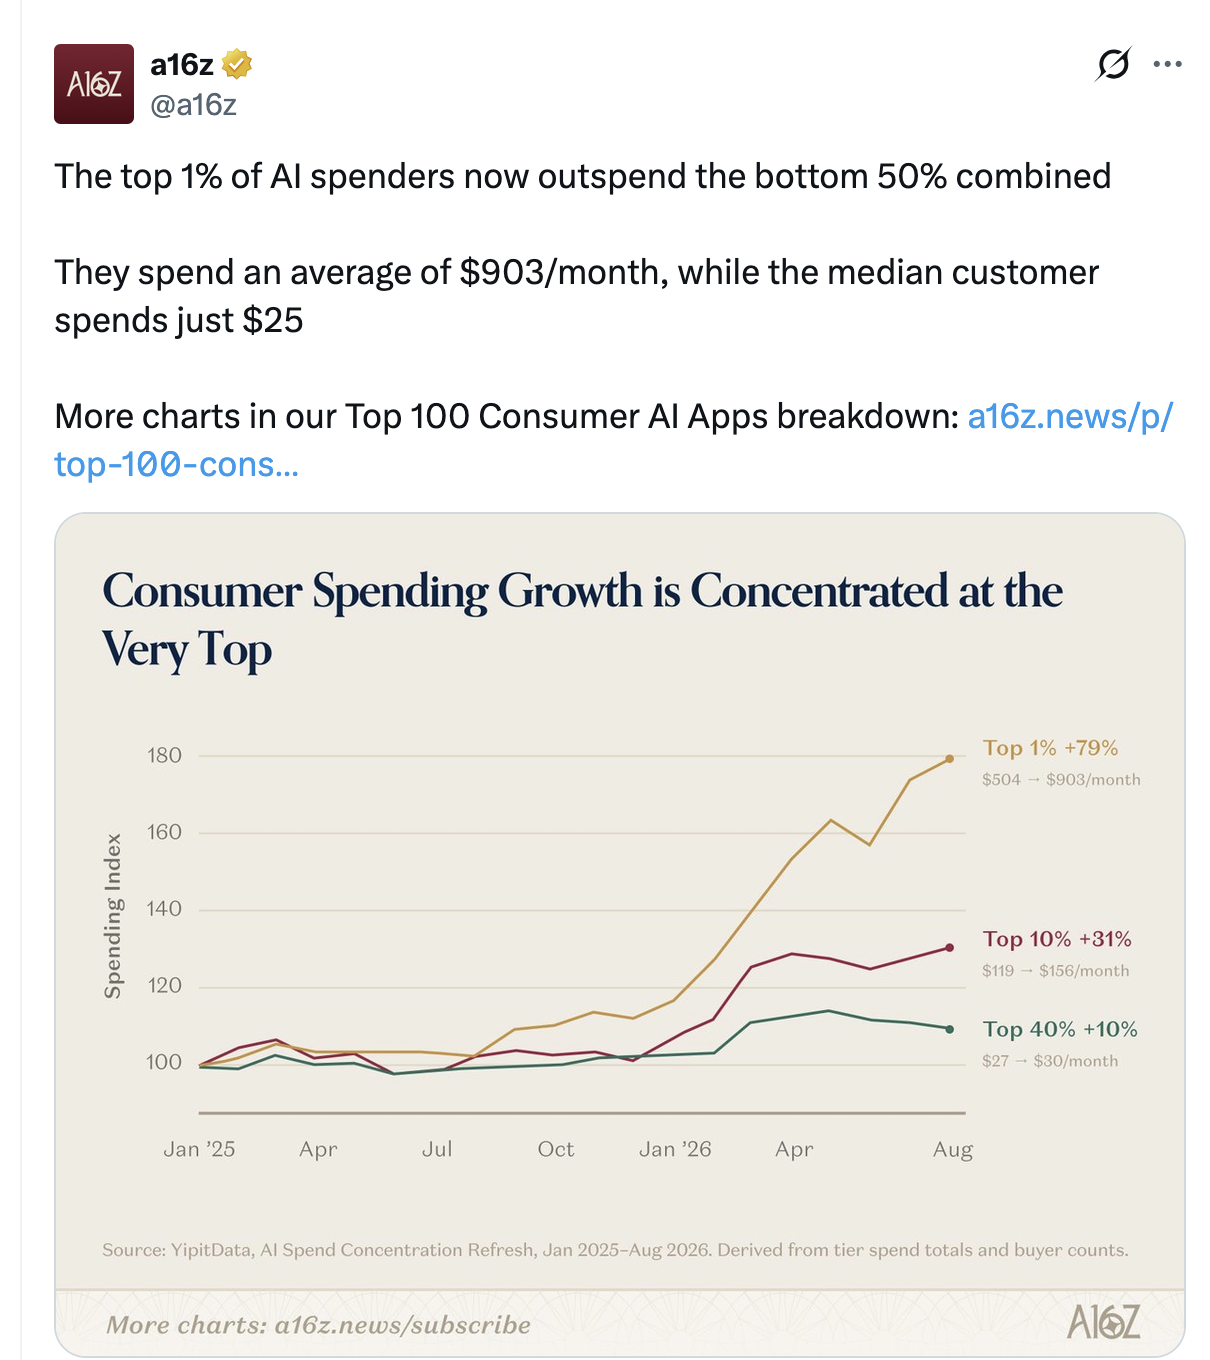 A16Z
a16z
@a16z
The top 1% of AI spenders now outspend the bottom 50% combined
They spend an average of $903/month, while the median customer
spends just $25
More charts in our Top 100 Consumer AI Apps breakdown: a16z.news/p/
top-100-cons...
Consumer Spending Growth is Concentrated at the
Very Top
Spending Index
180
160
140
120
100
Top 1% +79%
$504 → $903/month
Top 10% +31%
$119 → $156/month
Top 40% +10%
$27 → $30/month
Jan ’25 Apr Jul Oct Jan ’26 Apr Aug
Source: YipitData, AI Spend Concentration Refresh, Jan 2025–Aug 2026. Derived from tier spend totals and buyer counts.
More charts: a16z.news/subscribe
A16Z